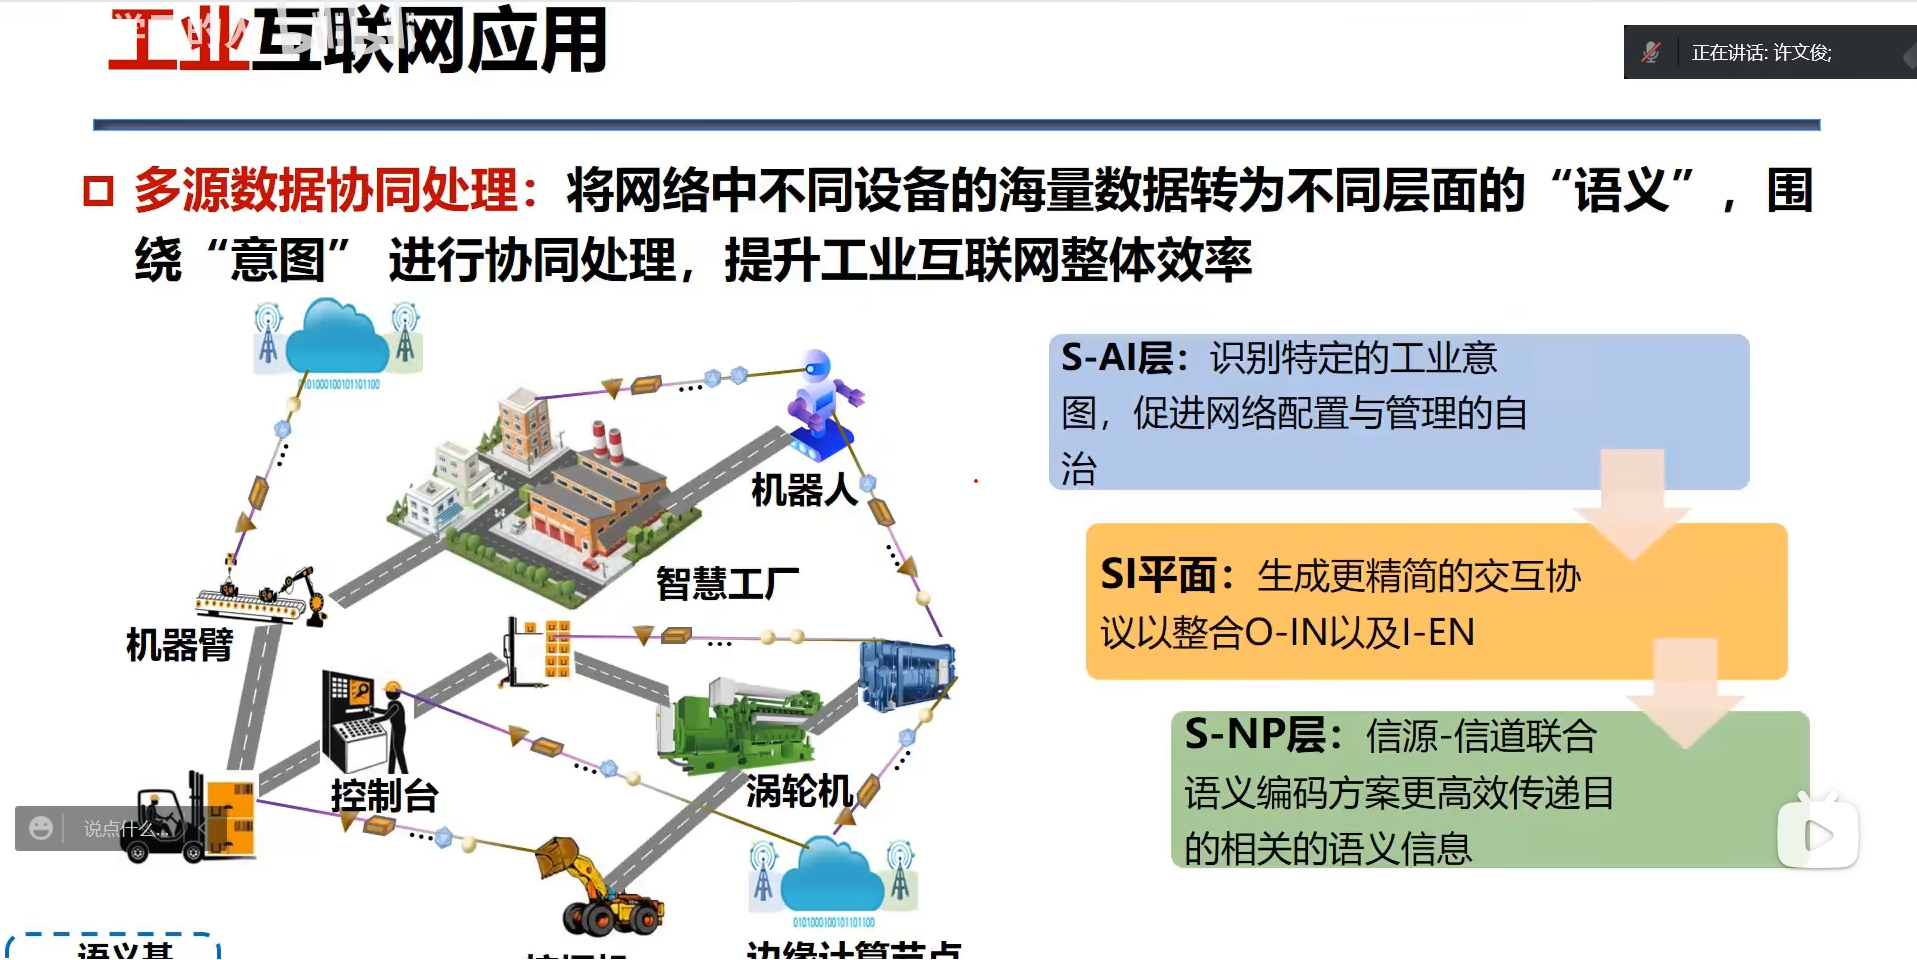 工业互联网应用
正在讲话: 许文俊;
多源数据协同处理：将网络中不同设备的海量数据转为不同层面的“语义”，围
绕“意图” 进行协同处理，提升工业互联网整体效率
010100010010110100
机器人
智慧工厂
机器臂
控制台
涡轮机
说点什么...
0101000100101101100
边缘计算节点
语义基
S-AI层：识别特定的工业意
图，促进网络配置与管理的自
治
SI平面：生成更精简的交互协
议以整合O-IN以及I-EN
S-NP层：信源-信道联合
语义编码方案更高效传递目
的相关的语义信息